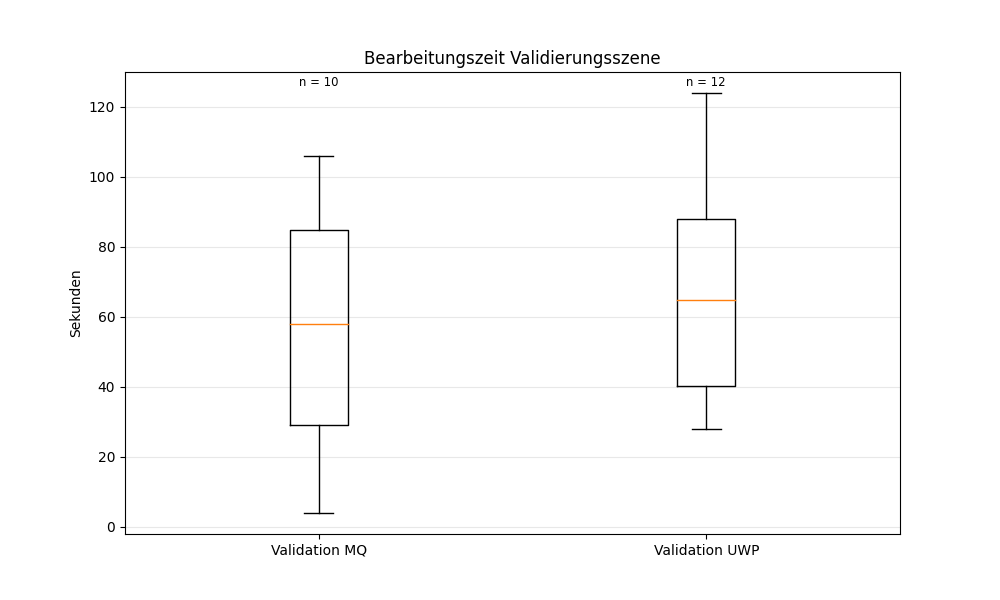 Bearbeitungszeit Validierungsszene
n = 10
n = 12
120
100
80
60
40
20
0
Sekunden
Validation MQ
Validation UWP